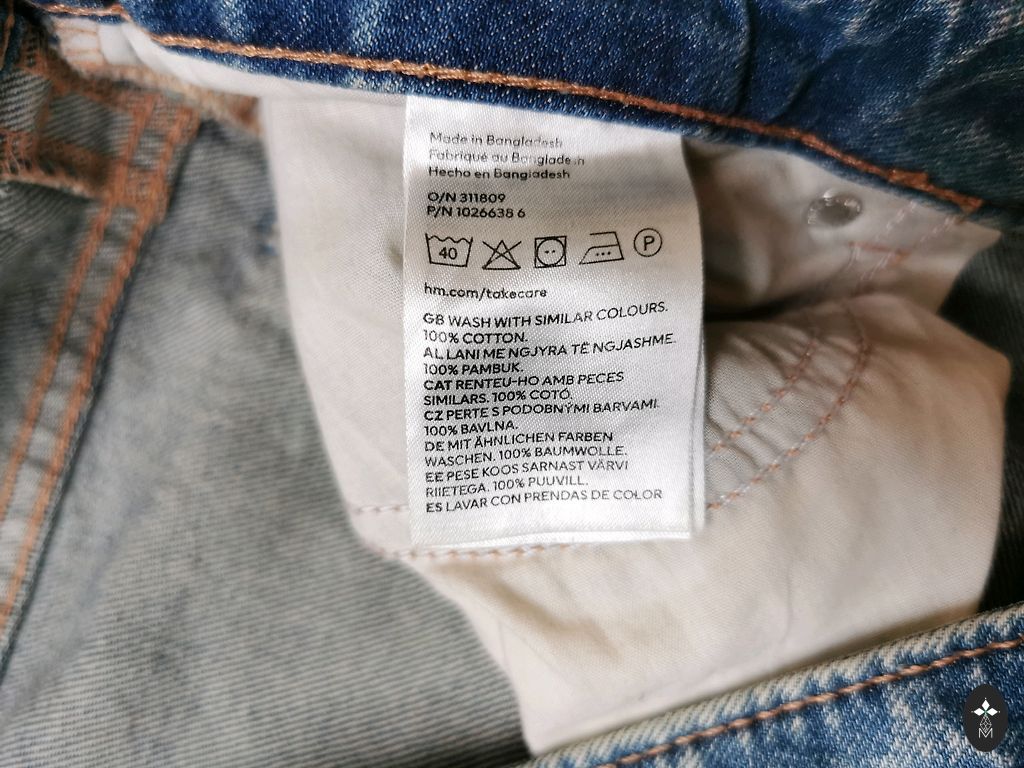 Made in Bangladesh
Fabriqué au Bangladesh
Hecho en Bangladesh
O/N 311809
P/N 1026638 6
40 P
hm.com/takecare
GB WASH WITH SIMILAR COLOURS.
100% COTTON.
AL LANI ME NGJYRA TË NGJASHME.
100% PAMBUK.
CAT RENTEU-HO AMB PECES
SIMILARS. 100% COTÓ.
CZ PERTE S PODOBNÝMI BARVAMI.
100% BAVLNA.
DE MIT ÄHNLICHEN FARBEN
WASCHEN. 100% BAUMWOLLE.
EE PESE KOOS SARNAST VÄRVI
RIIETEGA. 100% PUUVILL.
ES LAVAR CON PRENDAS DE COLOR
M